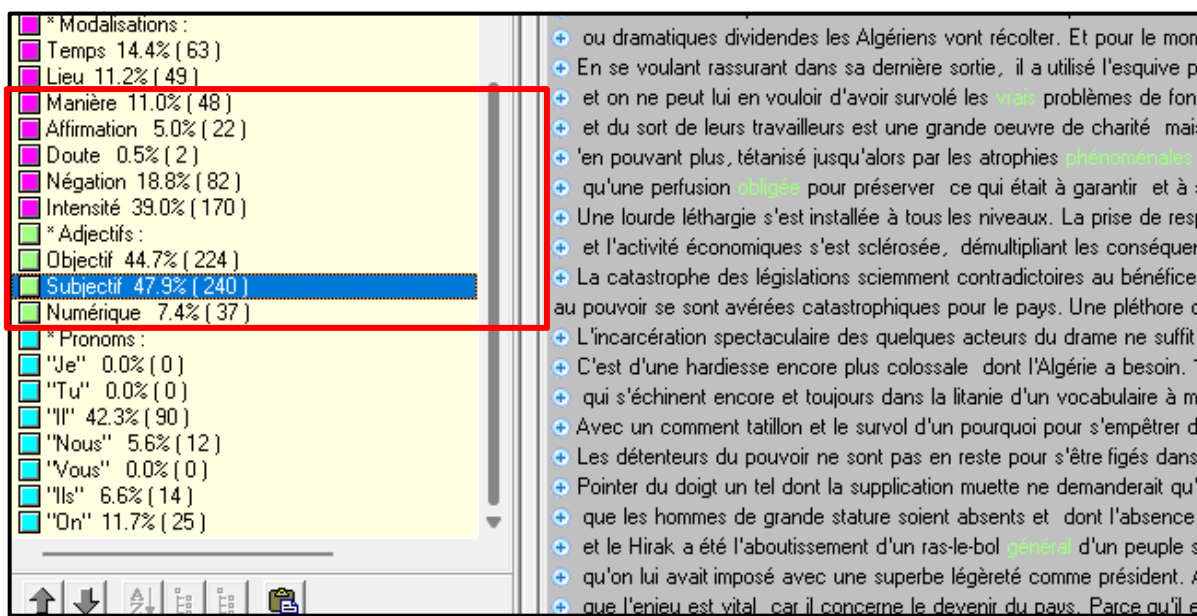 * Modalisations :
Temps 14.4% ( 63 )
Lieu 11.2% ( 49 )
Manière 11.0% ( 48 )
Affirmation 5.0% ( 22 )
Doute 0.5% ( 2 )
Négation 18.8% ( 82 )
Intensité 39.0% ( 170 )
* Adjectifs :
Objectif 44.7% ( 224 )
Subjectif 47.9% ( 240 )
Numérique 7.4% ( 37 )
* Pronoms :
"Je" 0.0% ( 0 )
"Tu" 0.0% ( 0 )
"Il" 42.3% ( 90 )
"Nous" 5.6% ( 12 )
"Vous" 0.0% ( 0 )
"Ils" 6.6% ( 14 )
"On" 11.7% ( 25 )
ou dramatiques dividendes les Algériens vont récolter. Et pour le
En se voulant rassurant dans sa dernière sortie, il a utilisé l'esquive
et on ne peut lui en vouloir d'avoir survolé les vrais problèmes de
et du sort de leurs travailleurs est une grande oeuvre de charité
'en pouvant plus, tétanisé jusqu'alors par les atrophies phénoménales
qu'une perfusion obligée pour préserver ce qui était à garantir et à
Une lourde léthargie s'est installée à tous les niveaux. La prise de
et l'activité économiques s'est sclérosée, démultipliant les
La catastrophe des législations sciemment contradictoires au bénéfice
au pouvoir se sont avérées catastrophiques pour le pays. Une pléthore
L'incarcération spectaculaire des quelques acteurs du drame ne suffit
C'est d'une hardiesse encore plus colossale dont l'Algérie a besoin.
qui s'échinent encore et toujours dans la litanie d'un vocabulaire à
Avec un comment tatillon et le survol d'un pourquoi pour s'empêtrer
Les détenteurs du pouvoir ne sont pas en reste pour s'être figés dans
Pointer du doigt un tel dont la supplication muette ne demanderait
que les hommes de grande stature soient absents et dont l'absence
et le Hirak a été l'aboutissement d'un ras-le-bol général d'un peuple
qu'on lui avait imposé avec une superbe légèreté comme président.
que l'enjeu est vital car il concerne le devenir du pays. Parce qu'il